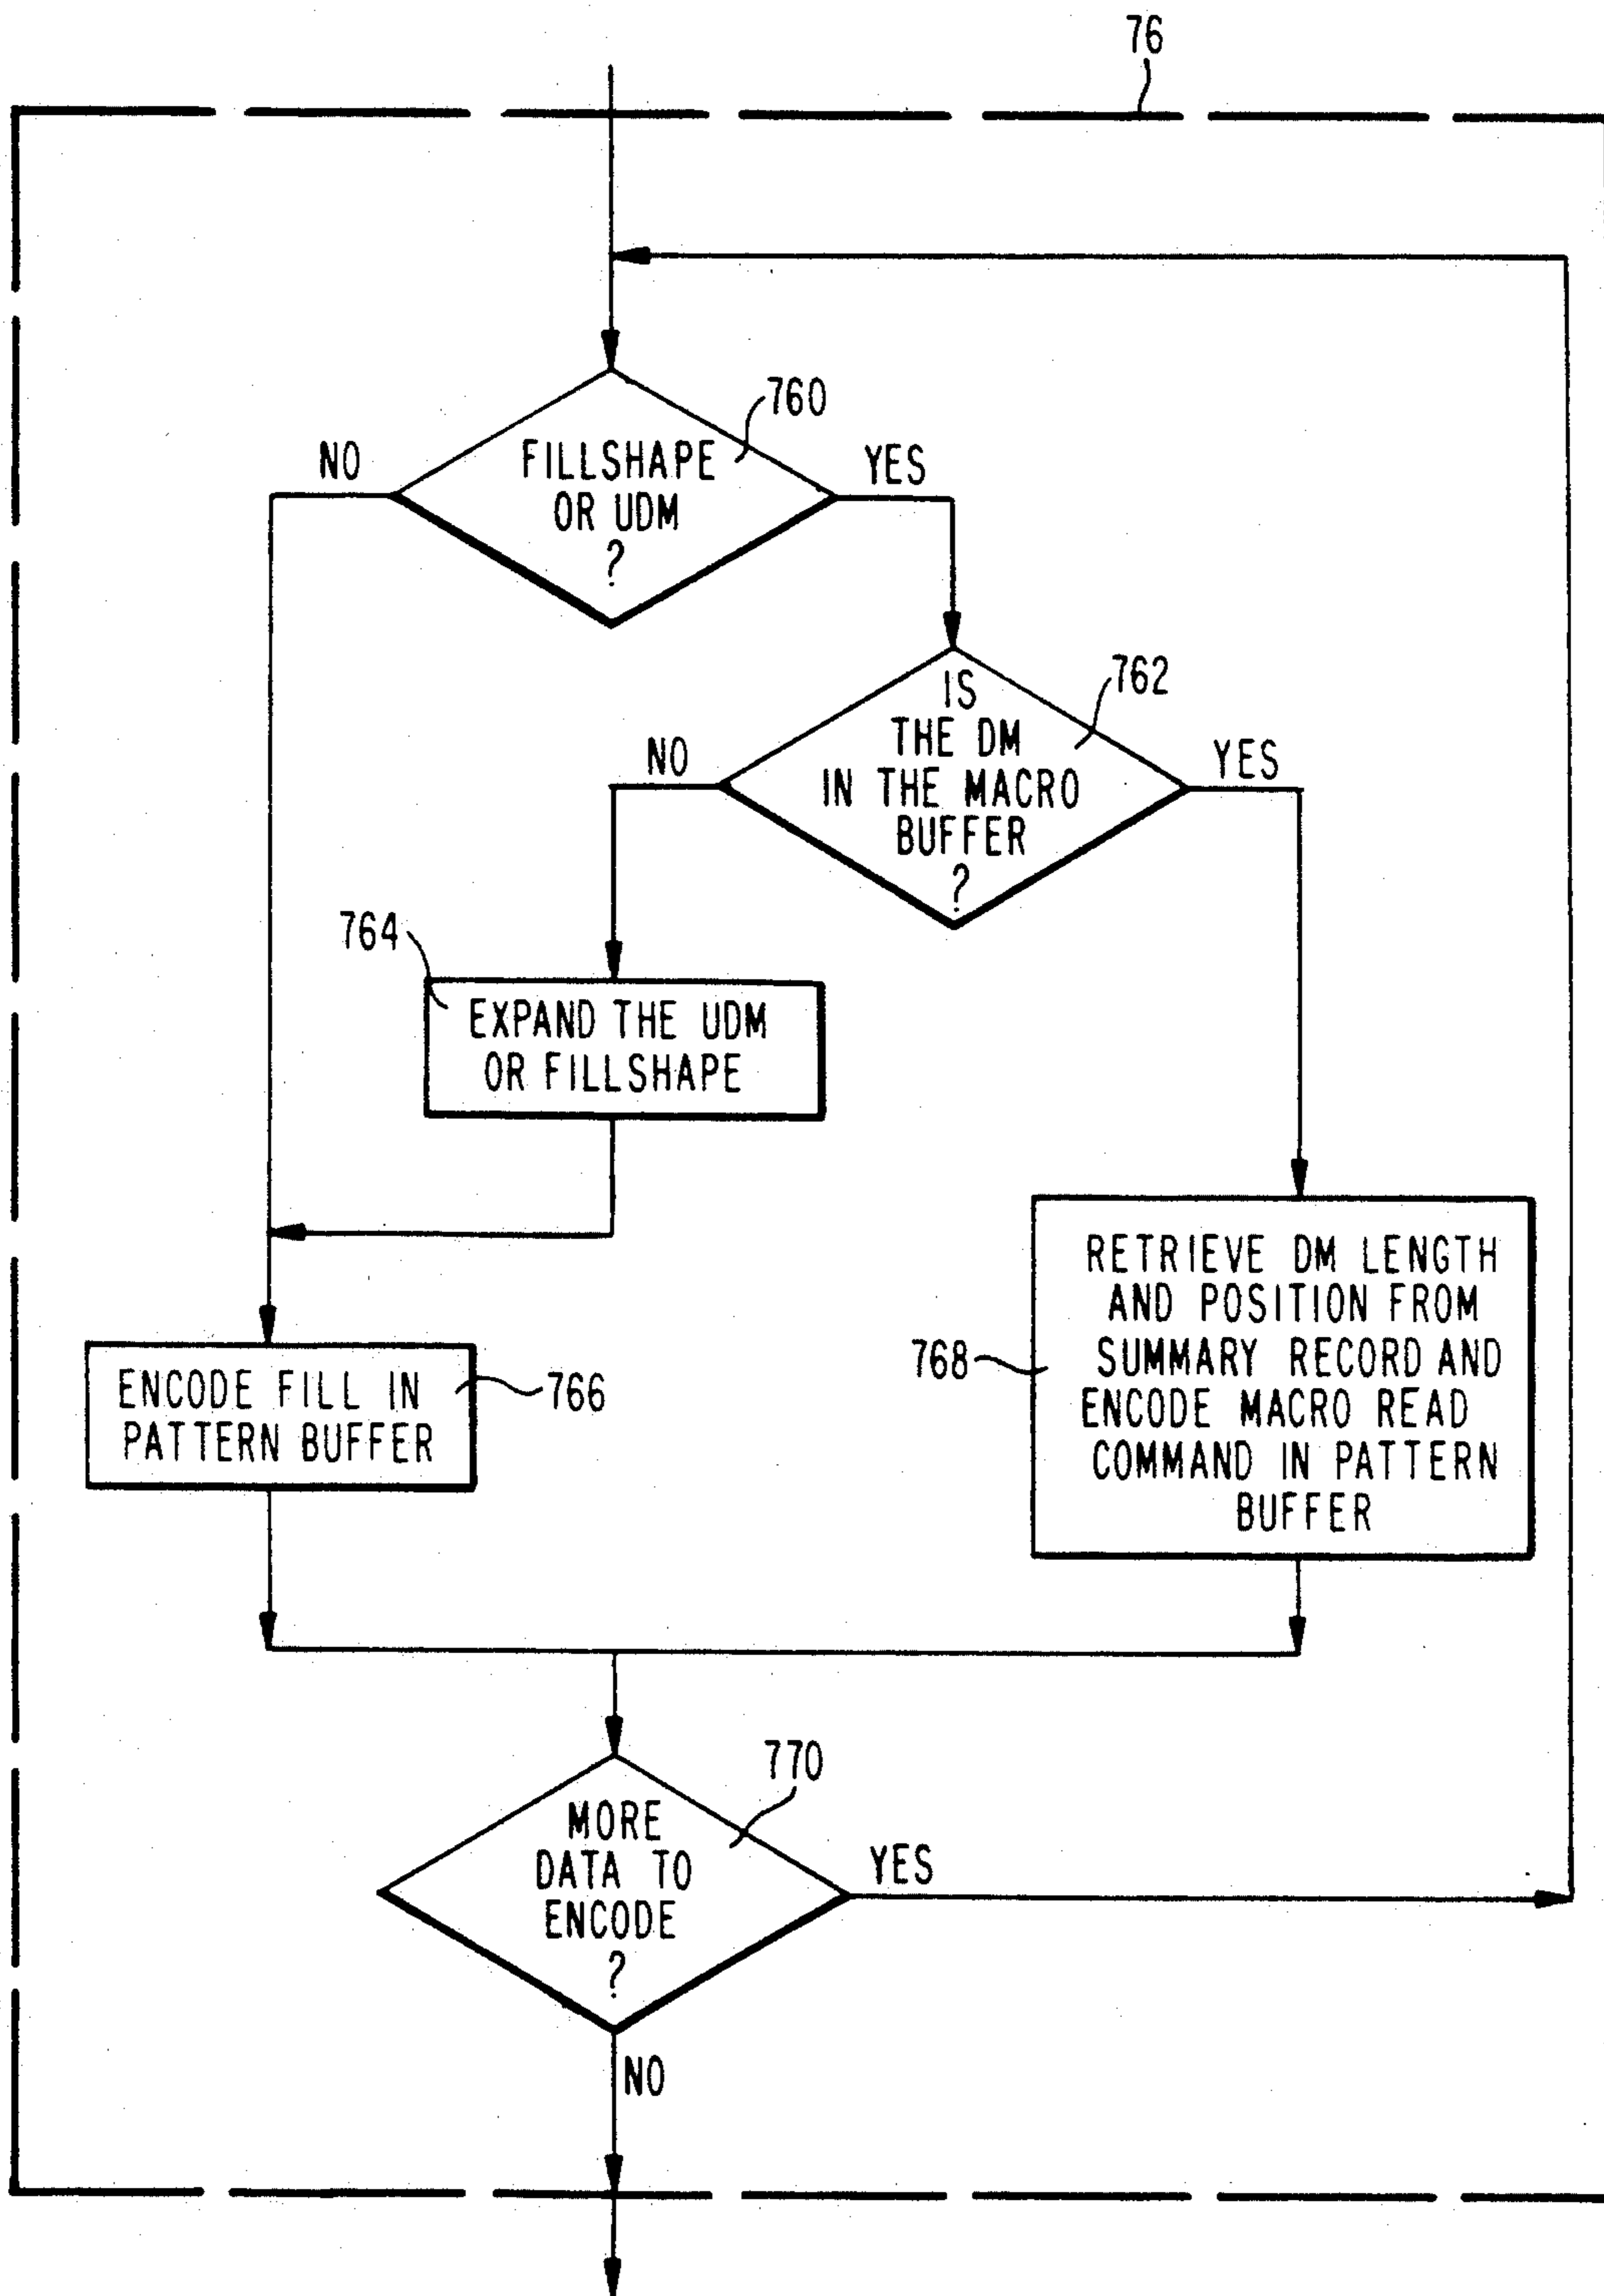 76
760
NO
FILLSHAPE
YES
OR UDM
?
762
IS
THE DM
NO
YES
IN THE MACRO
BUFFER
?
764
EXPAND THE UDM
OR FILLSHAPE
RETRIEVE DM LENGTH
AND POSITION FROM
768
SUMMARY RECORD AND
ENCODE MACRO READ
COMMAND IN PATTERN
BUFFER
ENCODE FILL IN
766
PATTERN BUFFER
770
MORE
DATA TO
YES
ENCODE
?
NO